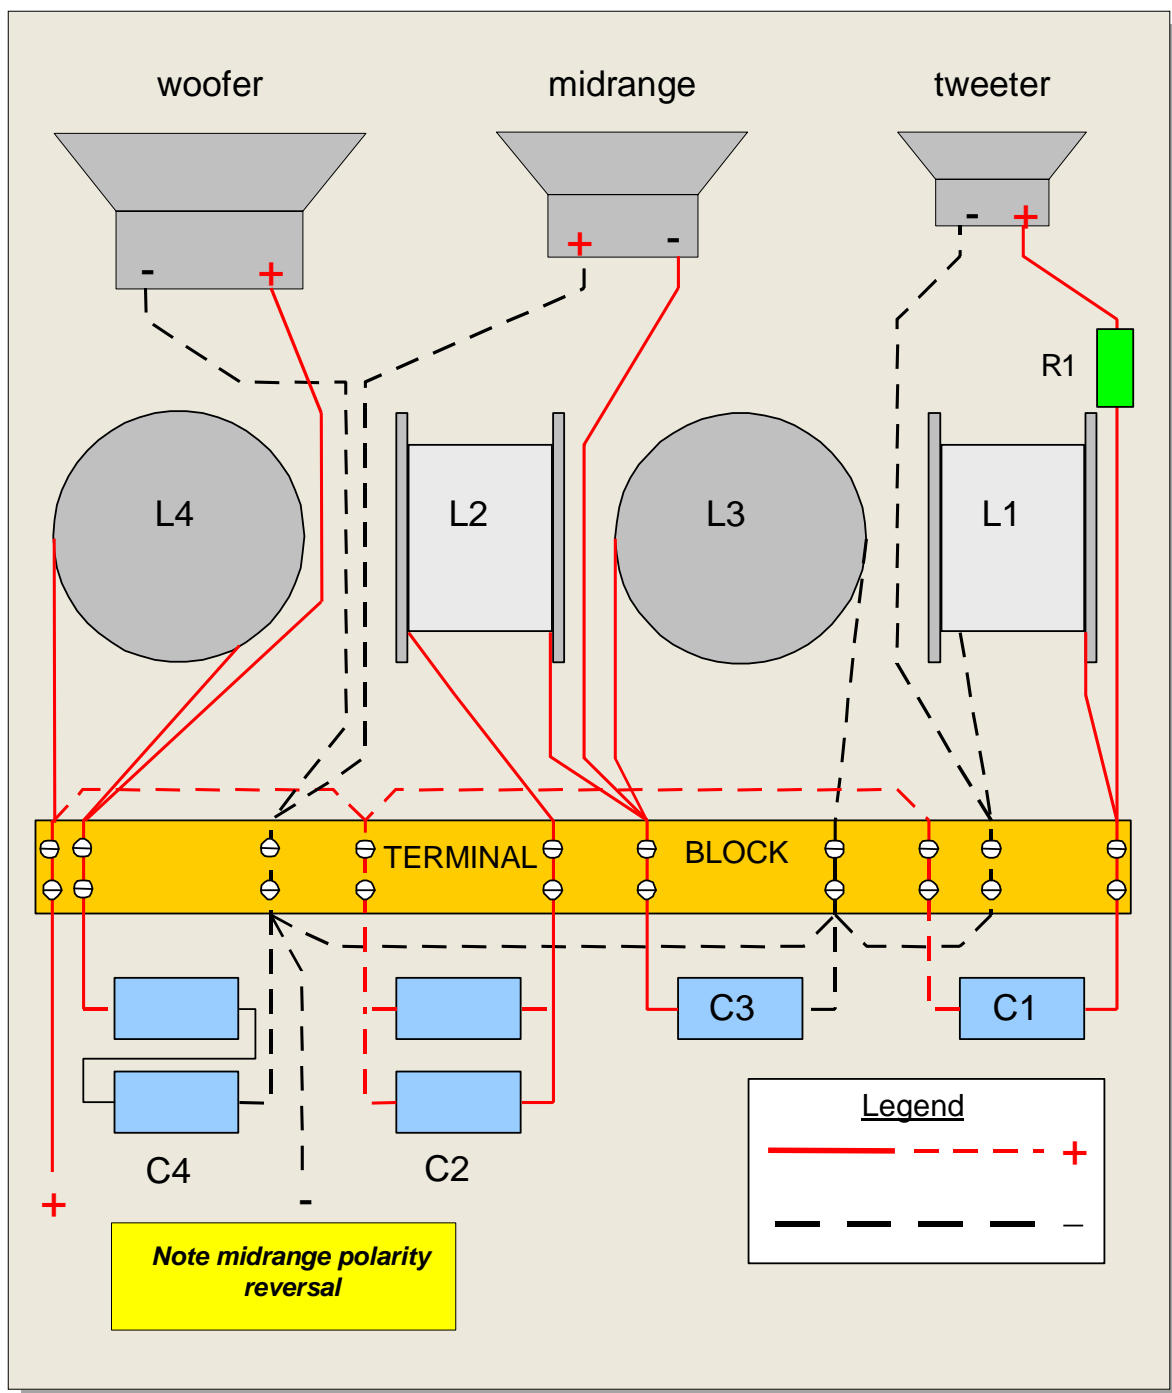 woofer midrange tweeter
- + + - - +
R1
L4 L2 L3 L1
TERMINAL BLOCK
C3 C1
C4 C2
+ -
Legend
+
–
Note midrange polarity
reversal